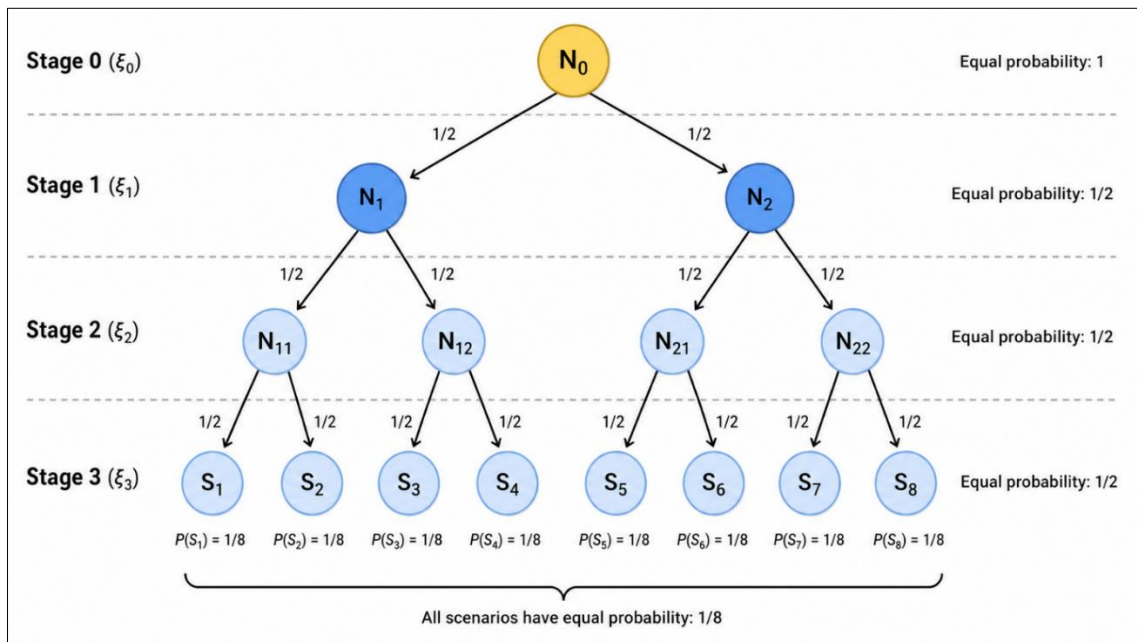 Stage 0 (ξ₀)
N₀
Equal probability: 1
1/2
1/2
Stage 1 (ξ₁)
N₁
N₂
Equal probability: 1/2
1/2
1/2
1/2
1/2
Stage 2 (ξ₂)
N₁₁
N₁₂
N₂₁
N₂₂
Equal probability: 1/2
1/2
1/2
1/2
1/2
1/2
1/2
1/2
1/2
Stage 3 (ξ₃)
S₁
S₂
S₃
S₄
S₅
S₆
S₇
S₈
Equal probability: 1/2
P(S₁) = 1/8
P(S₂) = 1/8
P(S₃) = 1/8
P(S₄) = 1/8
P(S₅) = 1/8
P(S₆) = 1/8
P(S₇) = 1/8
P(S₈) = 1/8
All scenarios have equal probability: 1/8